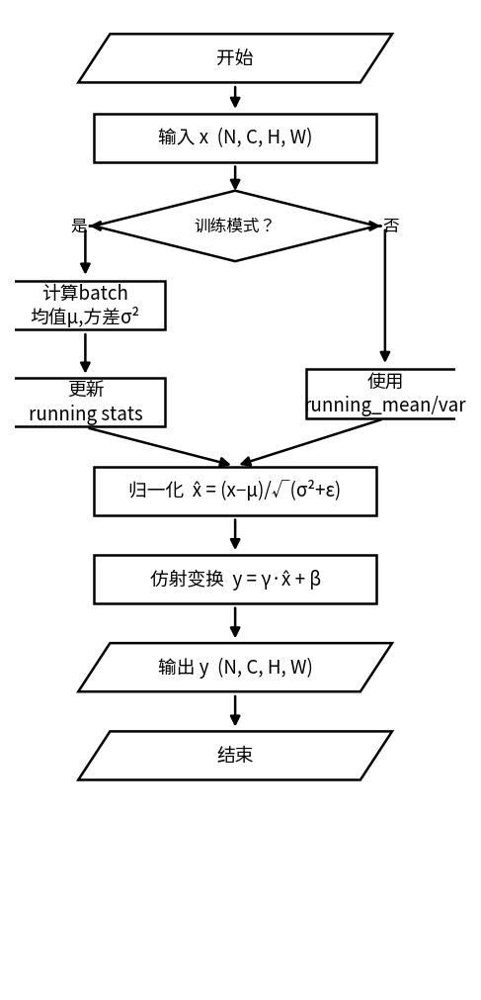 开始
输入 x (N, C, H, W)
训练模式？
是
否
计算batch
均值μ,方差σ²
更新
running stats
使用
running_mean/var
归一化 x̂ = (x−μ)/√(σ²+ε)
仿射变换 y = γ·x̂ + β
输出 y (N, C, H, W)
结束